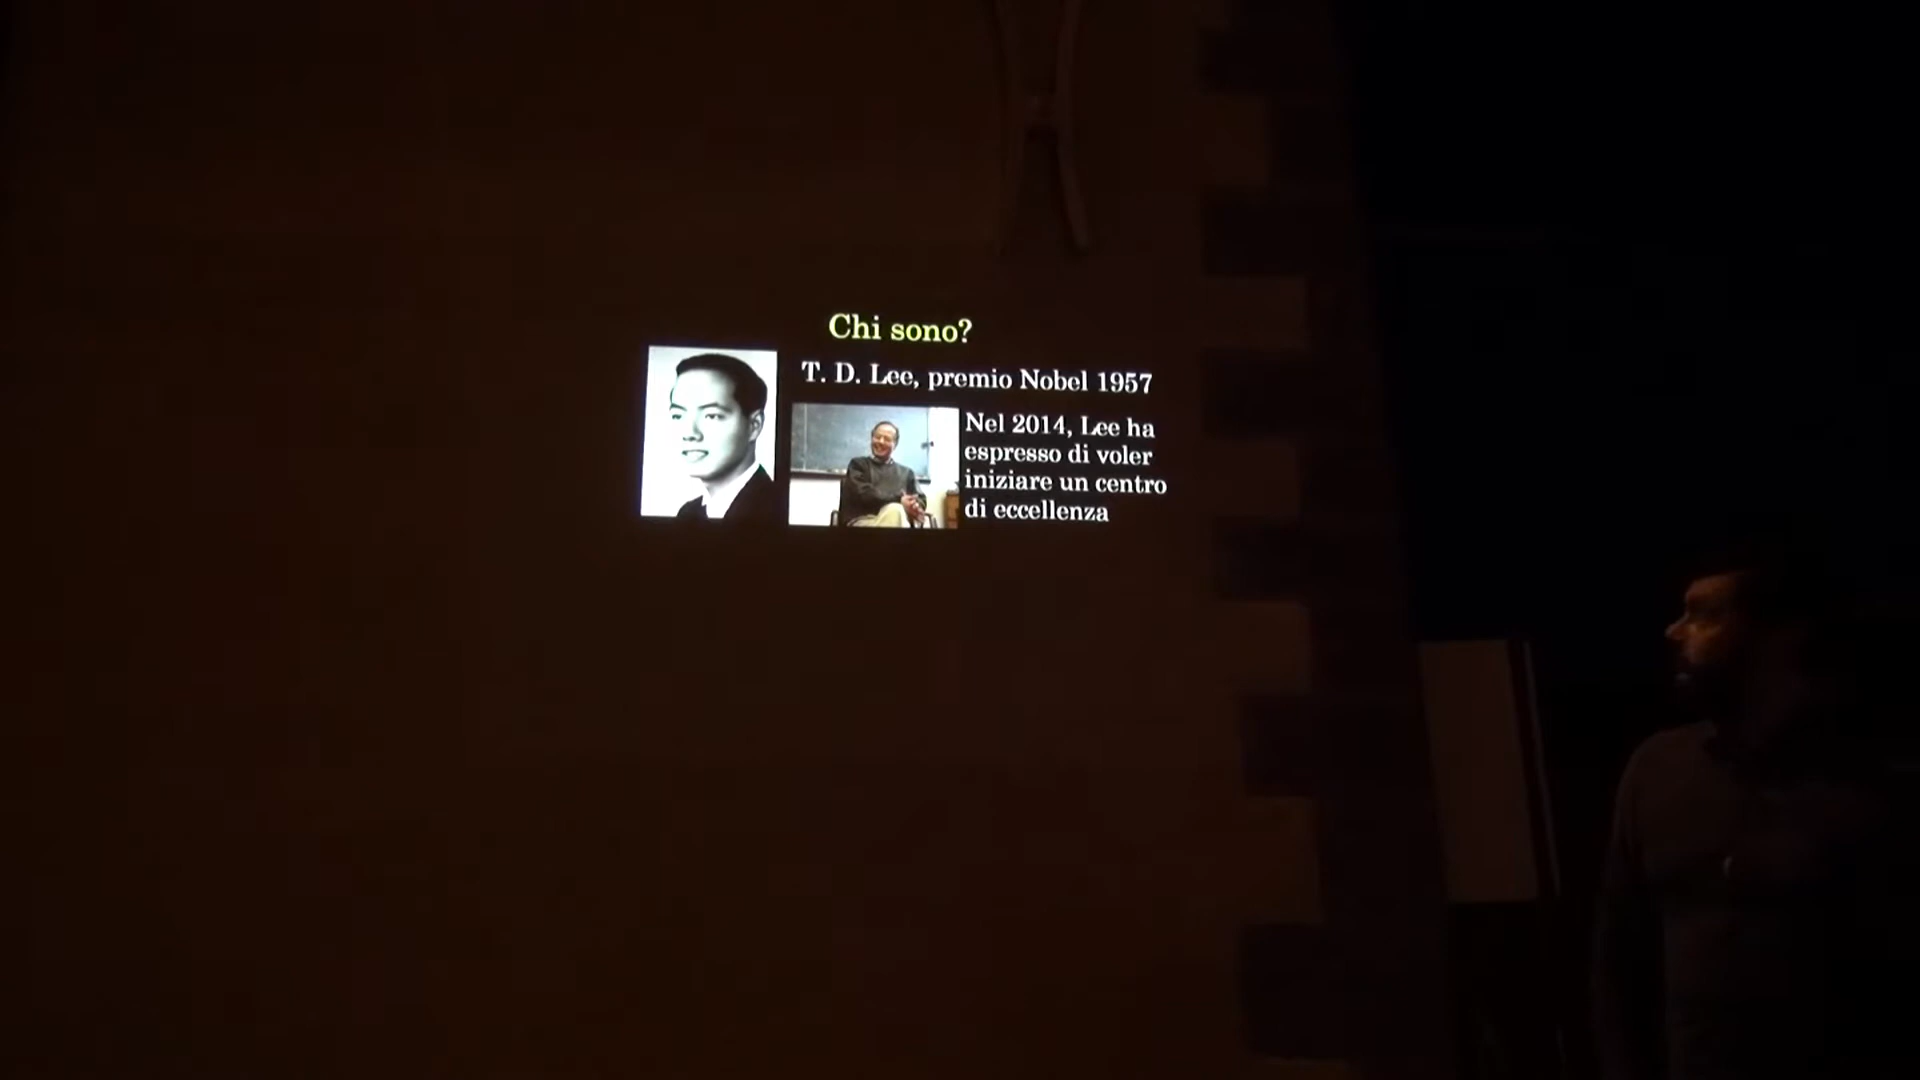 Chi sono?
T. D. Lee, premio Nobel 1957
Nel 2014, Lee ha
espresso di voler
iniziare un centro
di eccellenza